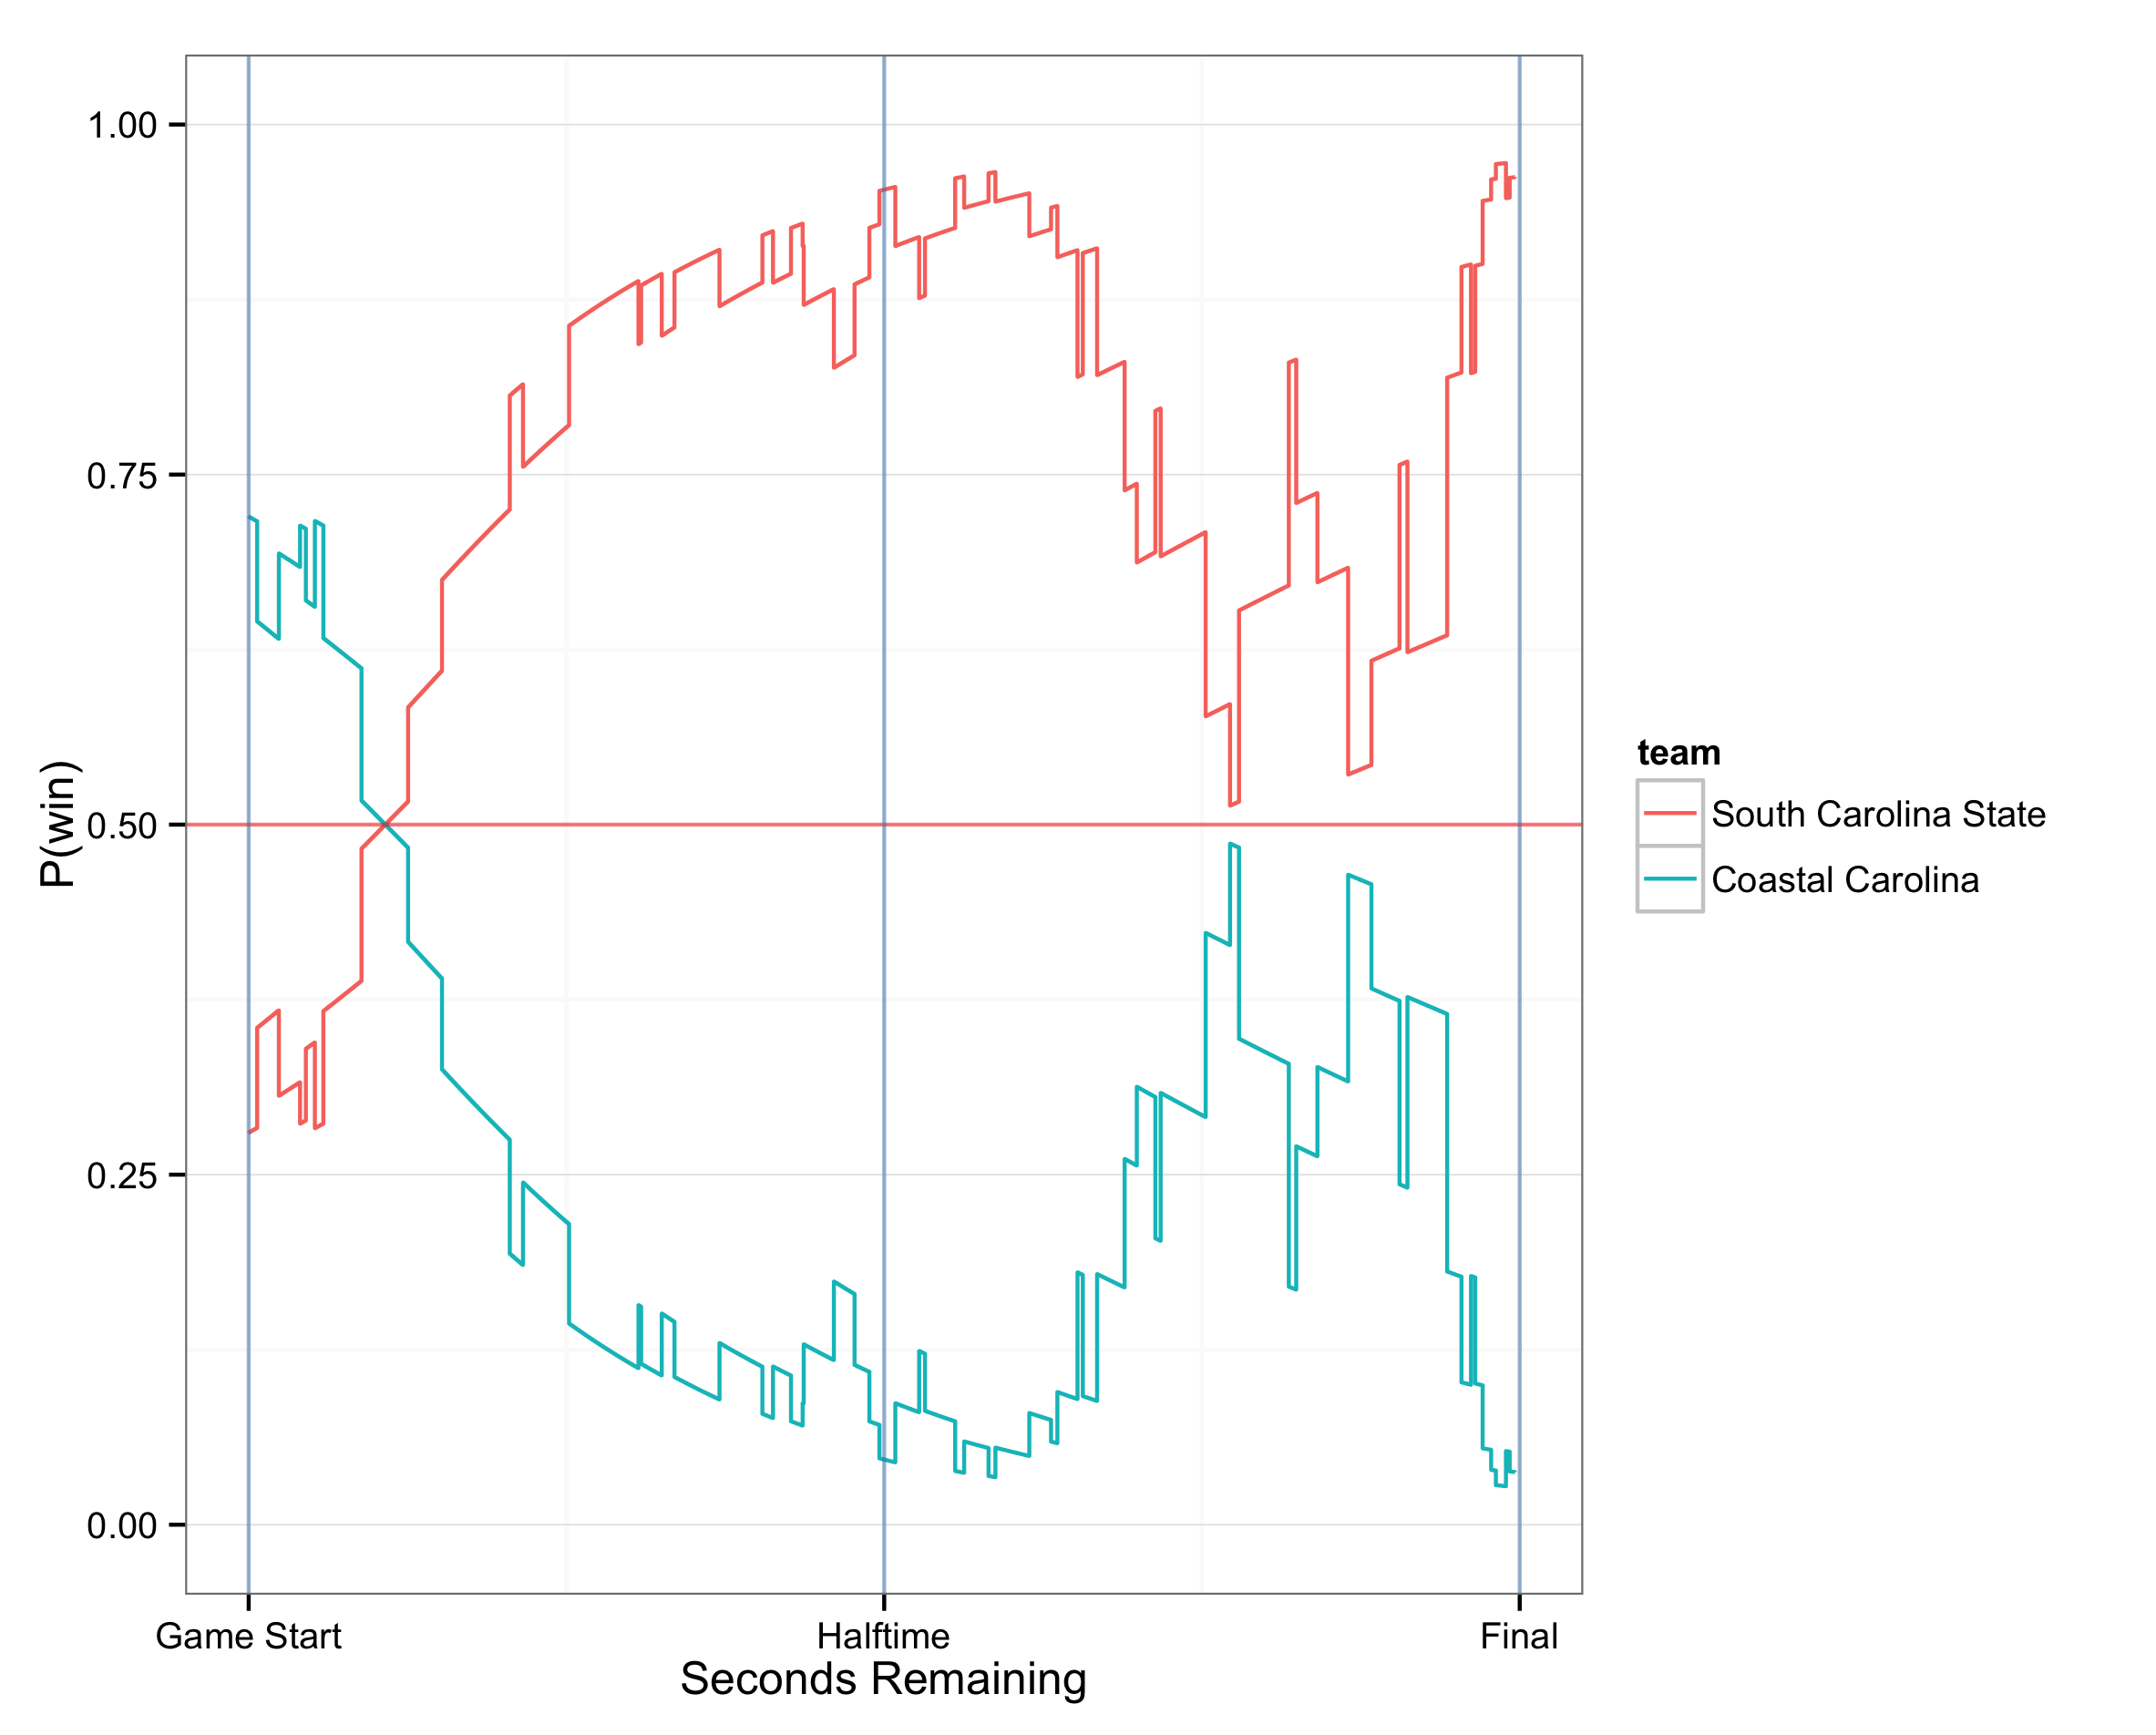 1.00
0.75
0.50
0.25
0.00
P(win)
Game Start
Halftime
Final
Seconds Remaining
team
South Carolina State
Coastal Carolina